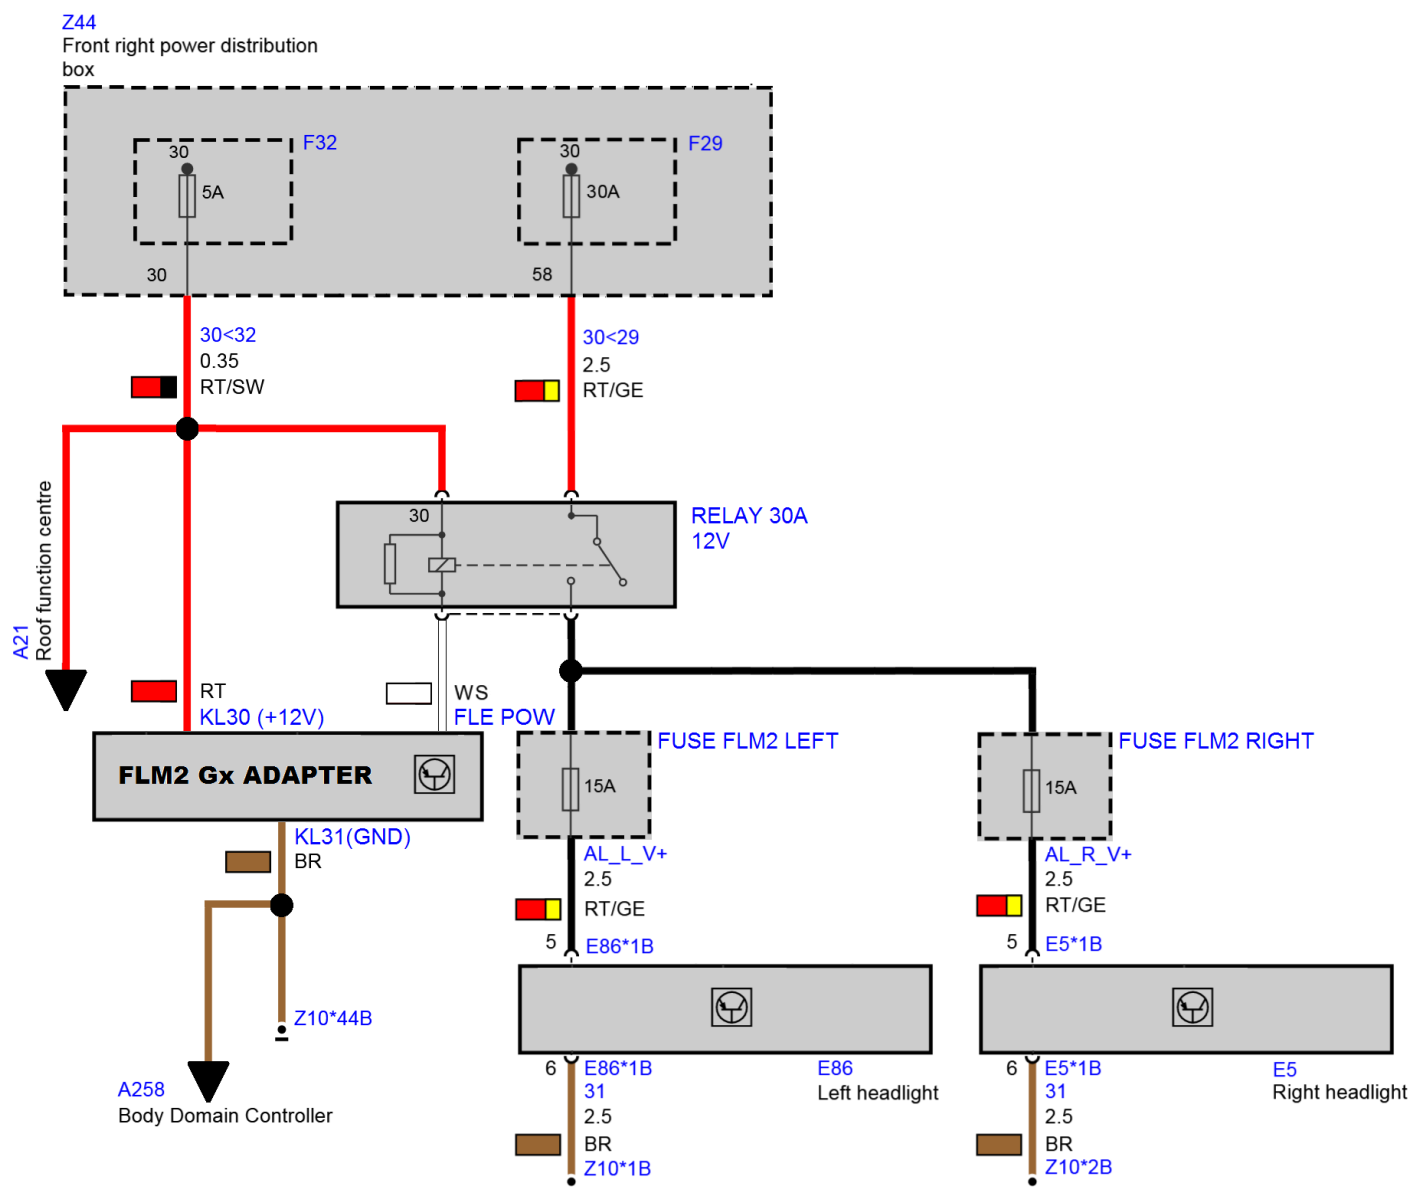 Z44
Front right power distribution
box
F32
F29
30
30
5A
30A
30
58
30<32
0.35
RT/SW
30<29
2.5
RT/GE
A21
Roof function centre
30
RELAY 30A
12V
RT
KL30 (+12V)
WS
FLE POW
FLM2 Gx ADAPTER
FUSE FLM2 LEFT
15A
FUSE FLM2 RIGHT
15A
KL31(GND)
BR
AL_L_V+
2.5
RT/GE
5
E86*1B
AL_R_V+
2.5
RT/GE
5
E5*1B
Z10*44B
A258
Body Domain Controller
6
E86*1B
31
2.5
BR
Z10*1B
E86
Left headlight
6
E5*1B
31
2.5
BR
Z10*2B
E5
Right headlight